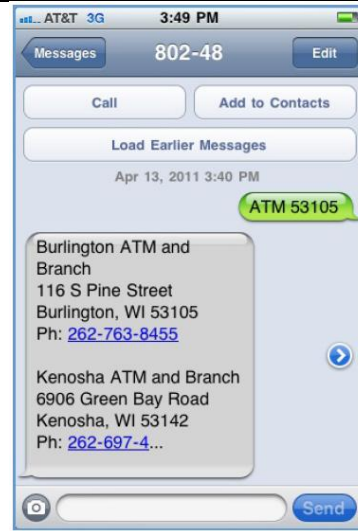 AT&T 3G 3:49 PM
Messages 802-48 Edit
Call Add to Contacts
Load Earlier Messages
Apr 13, 2011 3:40 PM
ATM 53105
Burlington ATM and
Branch
116 S Pine Street
Burlington, WI 53105
Ph: 262-763-8455
Kenosha ATM and Branch
6906 Green Bay Road
Kenosha, WI 53142
Ph: 262-697-4...
Send